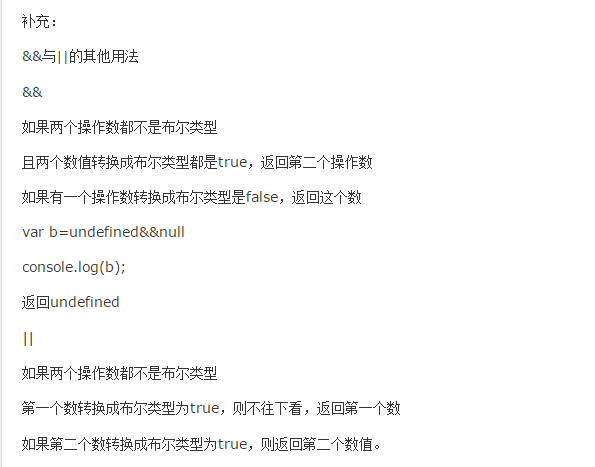 补充：
&&与||的其他用法
&&
如果两个操作数都不是布尔类型
且两个数值转换成布尔类型都是true，返回第二个操作数
如果有一个操作数转换成布尔类型是false，返回这个数
var b=undefined&&null
console.log(b);
返回undefined
||
如果两个操作数都不是布尔类型
第一个数转换成布尔类型为true，则不往下看，返回第一个数
如果第二个数转换成布尔类型为true，则返回第二个数值。